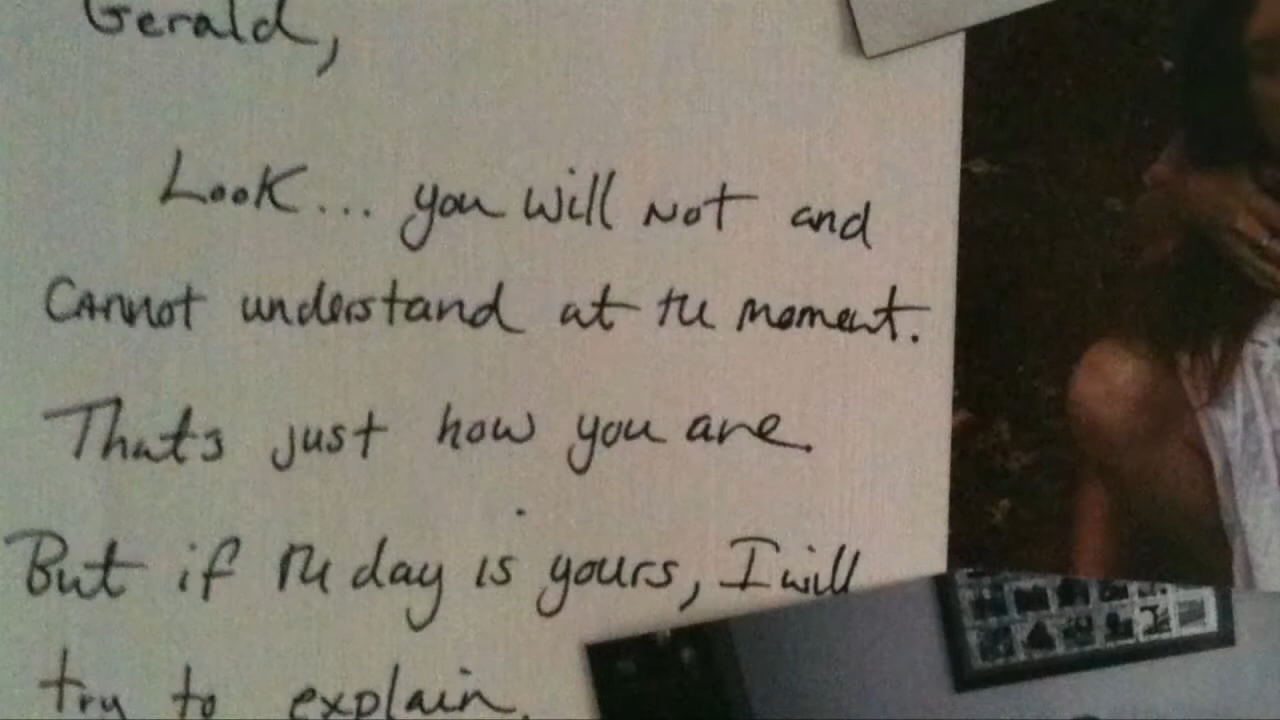 Gerald,
Look... you will not and
Cannot understand at the moment.
Thats just how you are.
But if the day is yours, I will
try to explain.